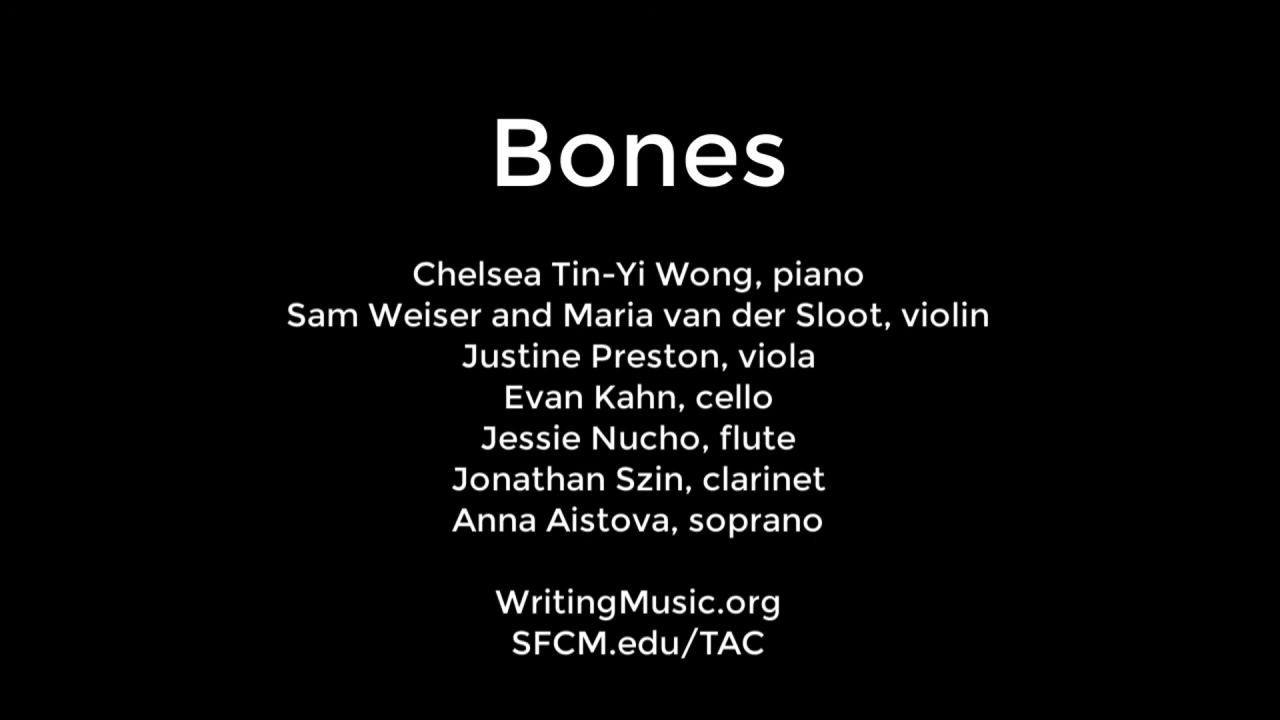 Bones
Chelsea Tin-Yi Wong, piano
Sam Weiser and Maria van der Sloot, violin
Justine Preston, viola
Evan Kahn, cello
Jessie Nucho, flute
Jonathan Szin, clarinet
Anna Aistova, soprano
WritingMusic.org
SFCM.edu/TAC